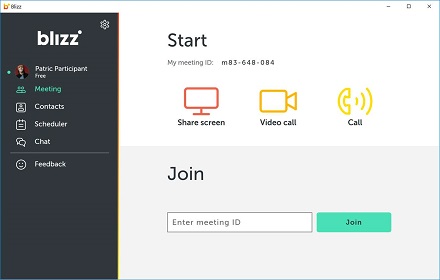 Blizz
blizz
Patric Participant
Free
Meeting
Contacts
Scheduler
Chat
Feedback
Start
My meeting ID: m83-648-084
Share screen
Video call
Call
Join
Enter meeting ID
Join